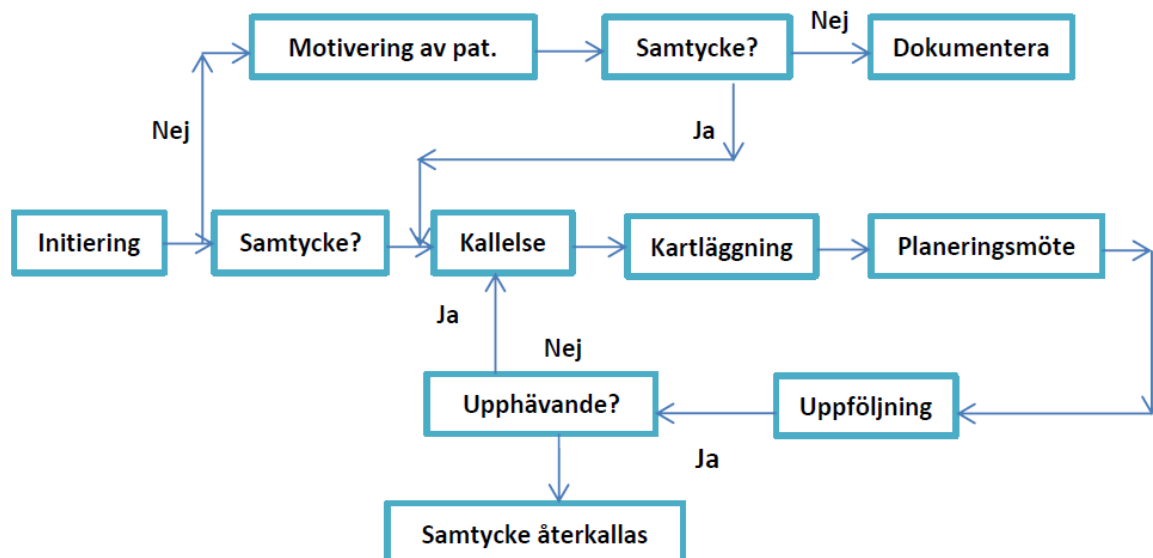 Nej
Motivering av pat.
Samtycke?
Dokumentera
Nej
Ja
Initiering
Samtycke?
Kallelse
Kartläggning
Planeringsmöte
Ja
Nej
Upphävande?
Uppföljning
Ja
Samtycke återkallas